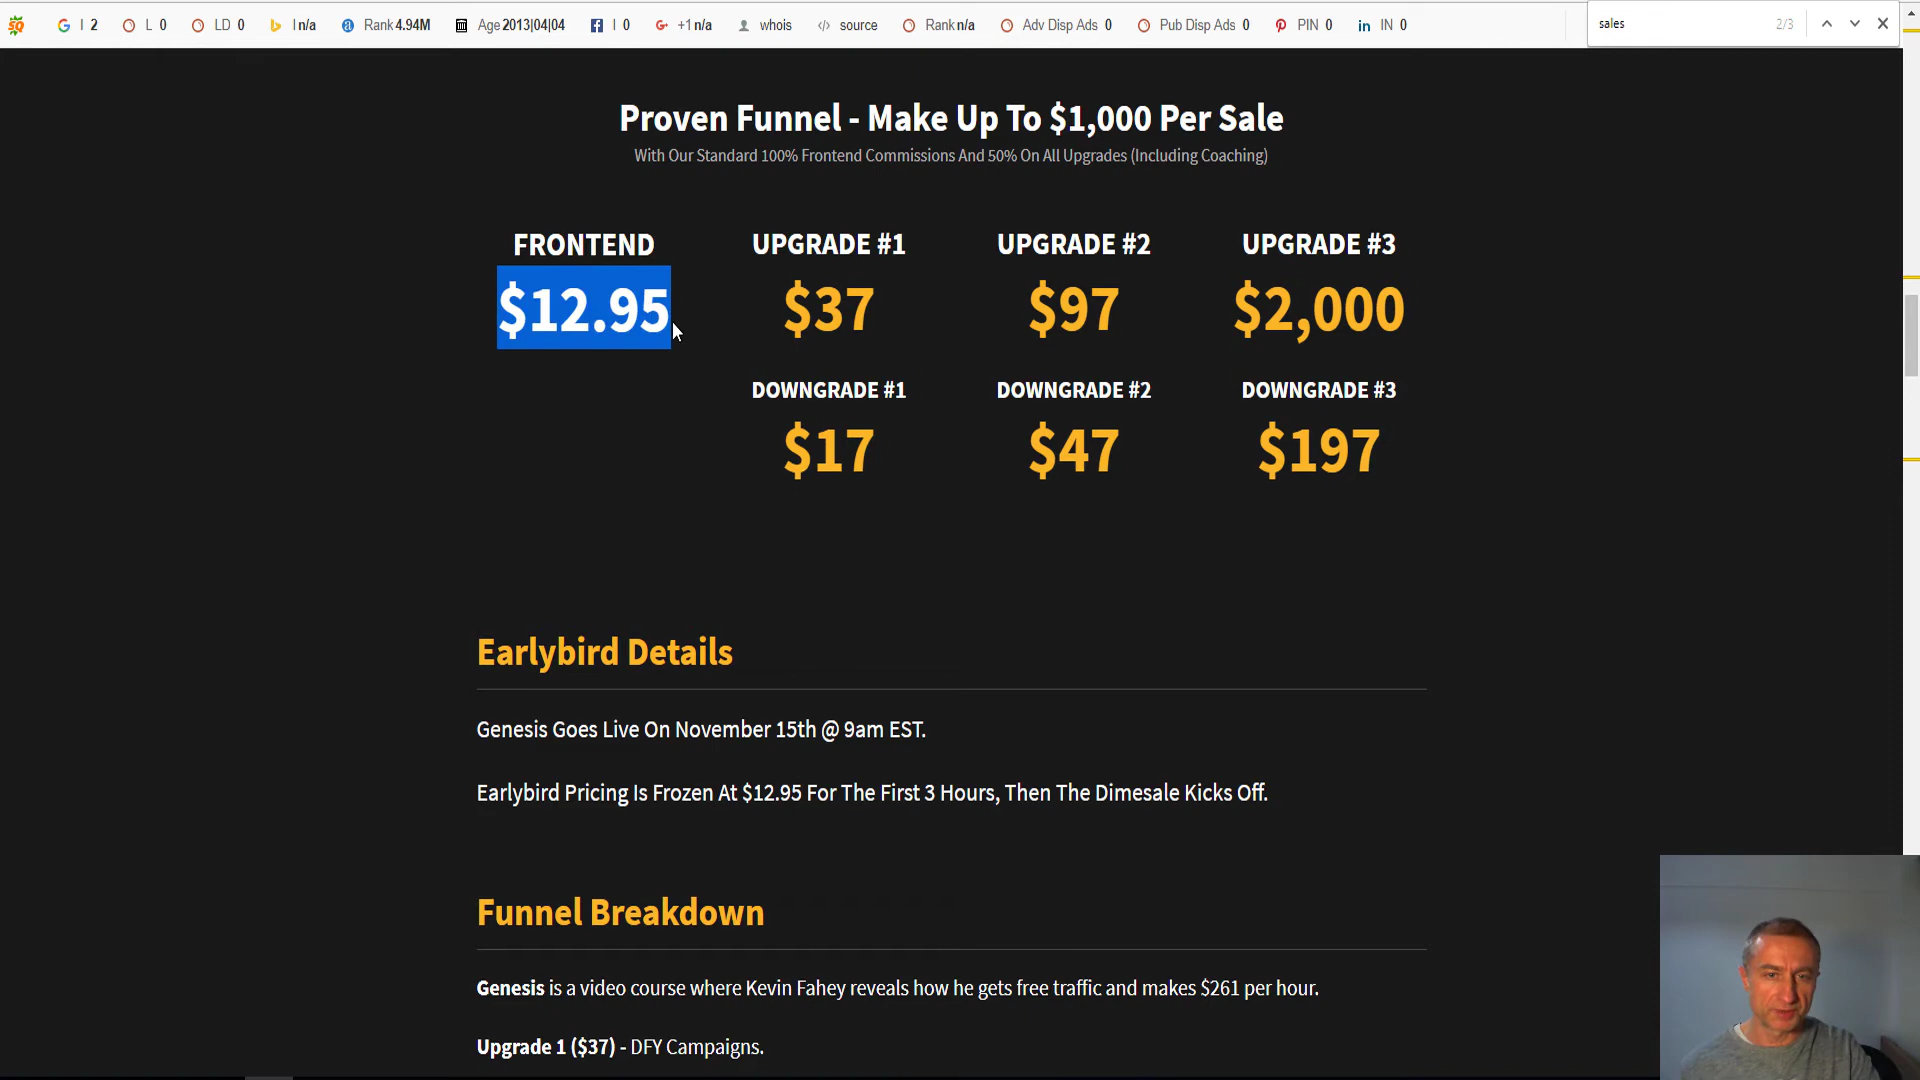 I 2 L 0 LD 0 I n/a Rank 4.94M Age 2013|04|04 I 0 +1 n/a whois source Rank n/a Adv Disp Ads 0 Pub Disp Ads 0 PIN 0 IN 0
sales 2/3
Proven Funnel - Make Up To $1,000 Per Sale
With Our Standard 100% Frontend Commissions And 50% On All Upgrades (Including Coaching)
FRONTEND UPGRADE #1 UPGRADE #2 UPGRADE #3
$12.95 $37 $97 $2,000
DOWNGRADE #1 DOWNGRADE #2 DOWNGRADE #3
$17 $47 $197
Earlybird Details
Genesis Goes Live On November 15th @ 9am EST.
Earlybird Pricing Is Frozen At $12.95 For The First 3 Hours, Then The Dimesale Kicks Off.
Funnel Breakdown
Genesis is a video course where Kevin Fahey reveals how he gets free traffic and makes $261 per hour.
Upgrade 1 ($37) - DFY Campaigns.